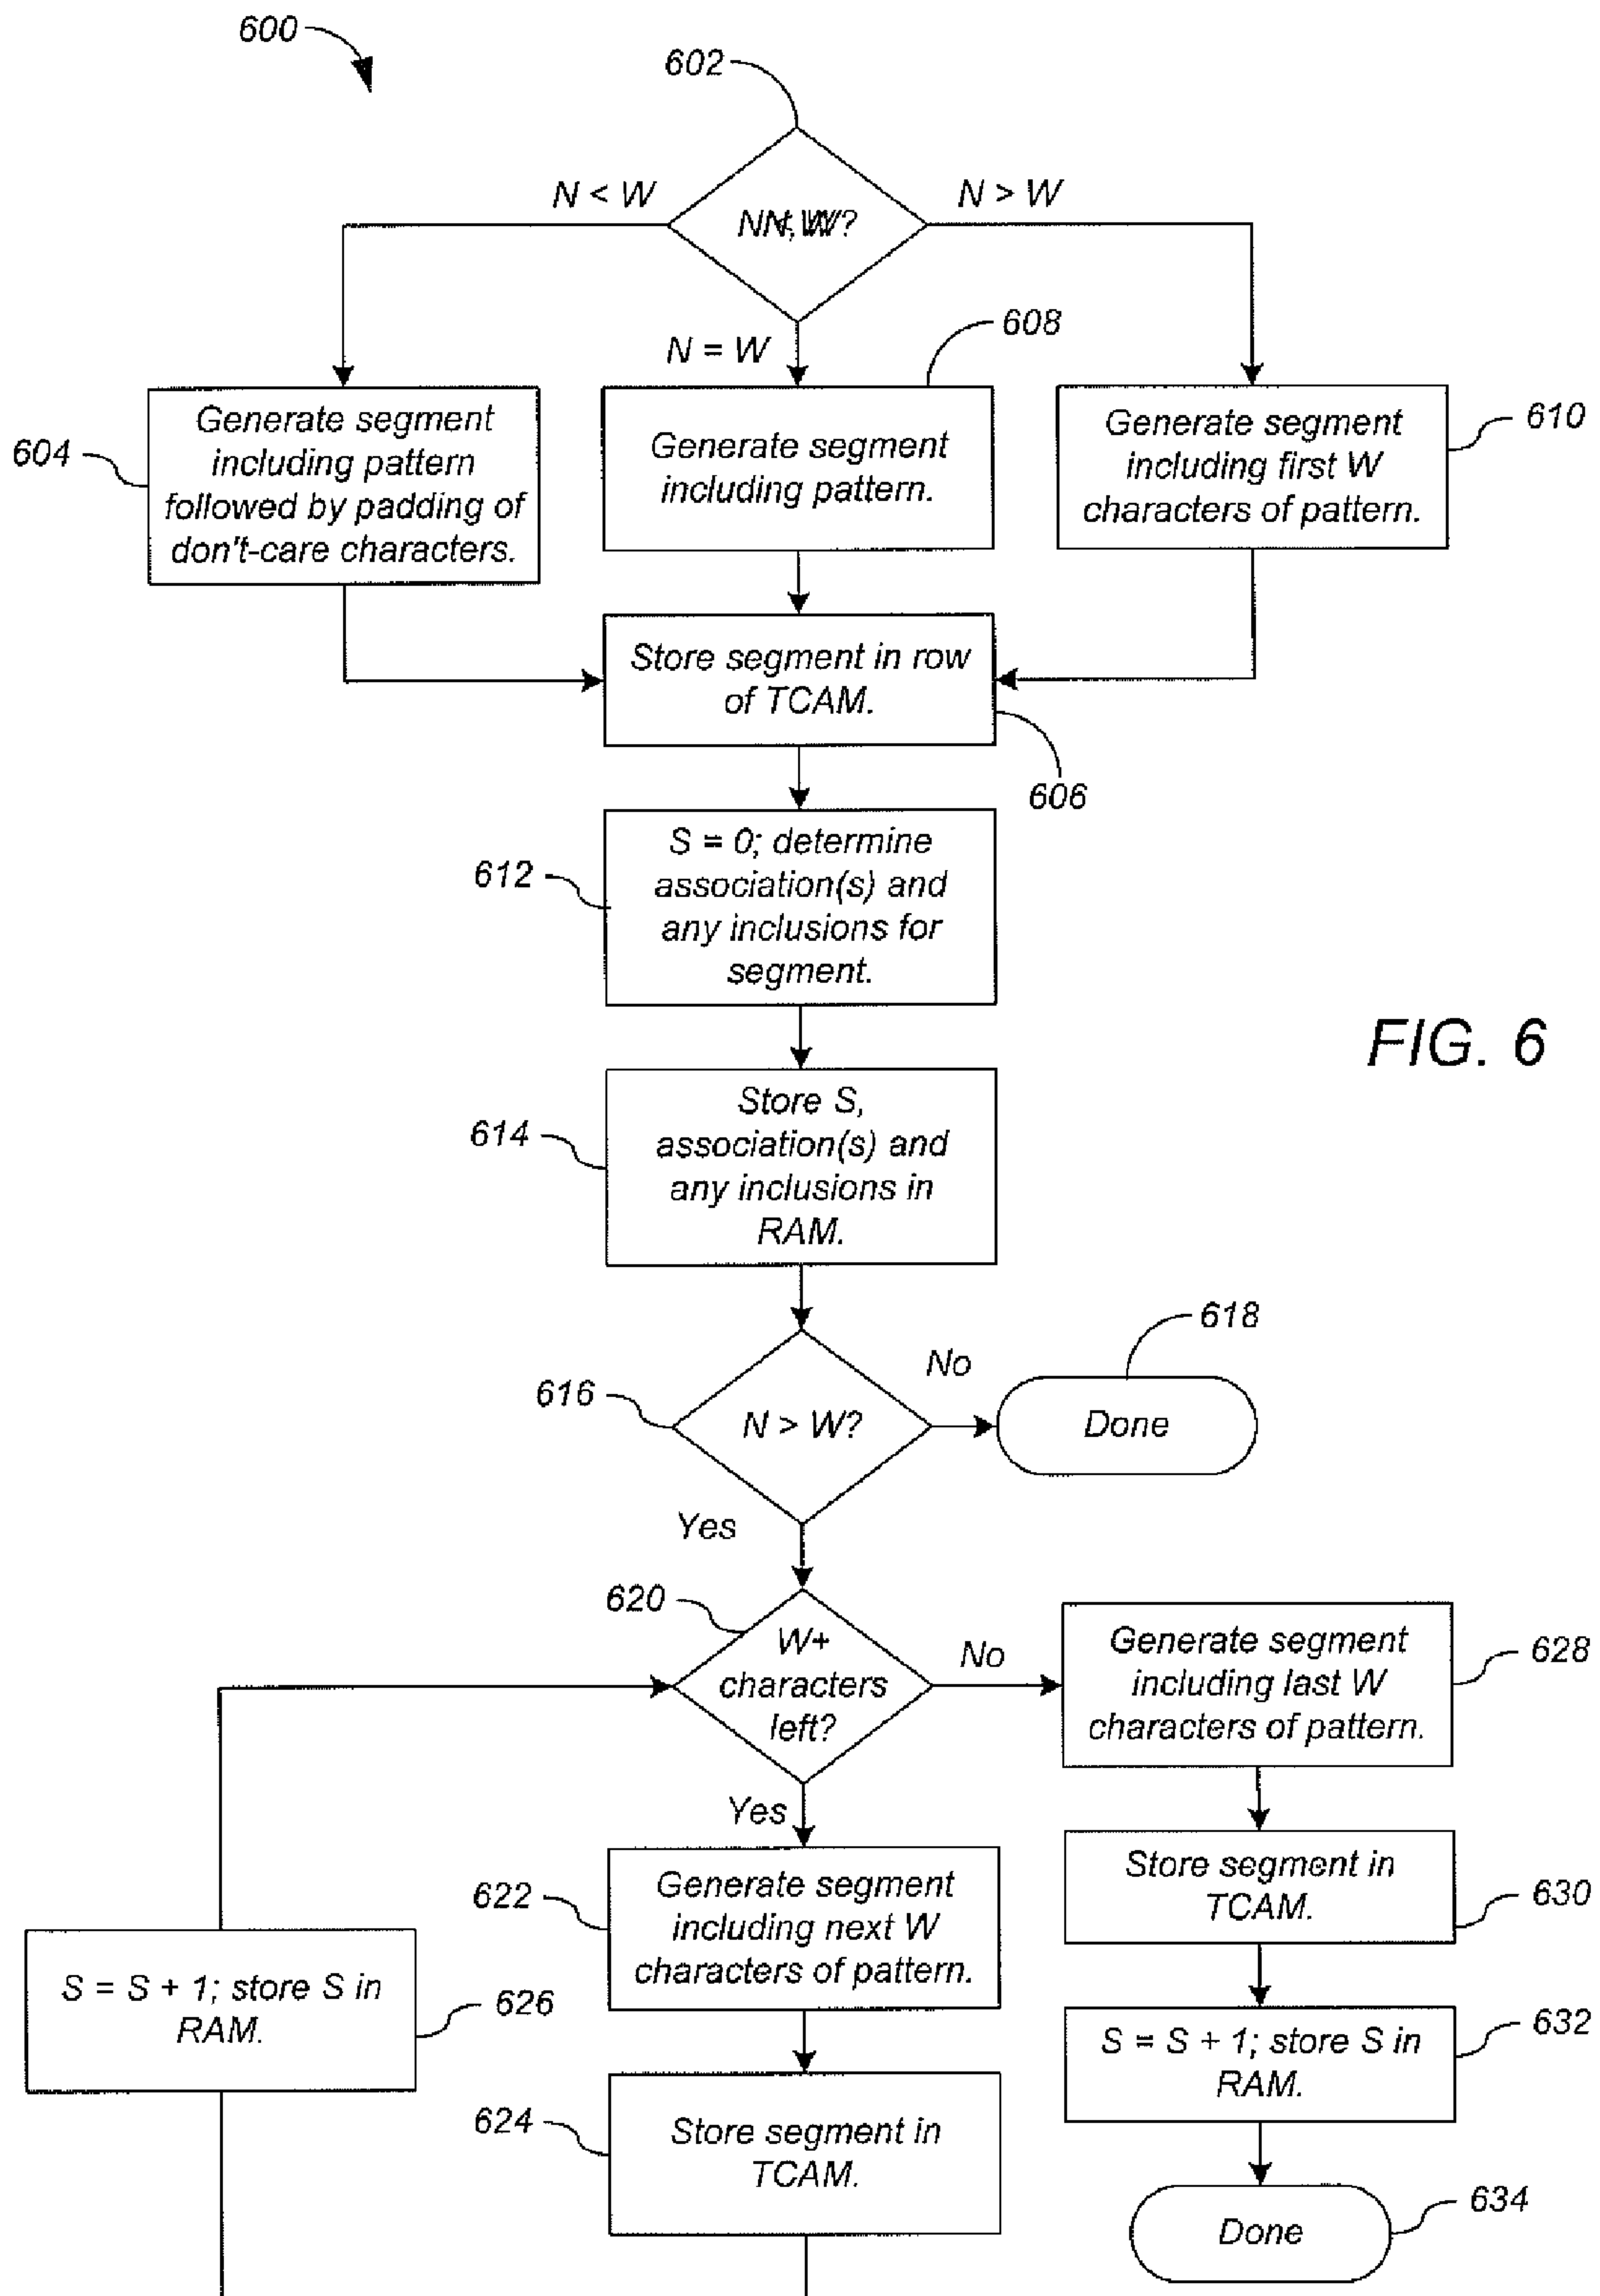 600
602
N < W
N > W
N = W
608
604
Generate segment
including pattern
followed by padding of
don't-care characters.
Generate segment
including pattern.
Generate segment
including first W
characters of pattern.
610
Store segment in row
of TCAM.
606
612
S = 0; determine
association(s) and
any inclusions for
segment.
FIG. 6
614
Store S,
association(s) and
any inclusions in
RAM.
618
616
N > W?
No
Done
Yes
620
W+
characters
left?
No
Generate segment
including last W
characters of pattern.
628
Yes
622
Generate segment
including next W
characters of pattern.
Store segment in
TCAM.
630
S = S + 1; store S in
RAM.
626
S = S + 1; store S in
RAM.
632
624
Store segment in
TCAM.
Done
634